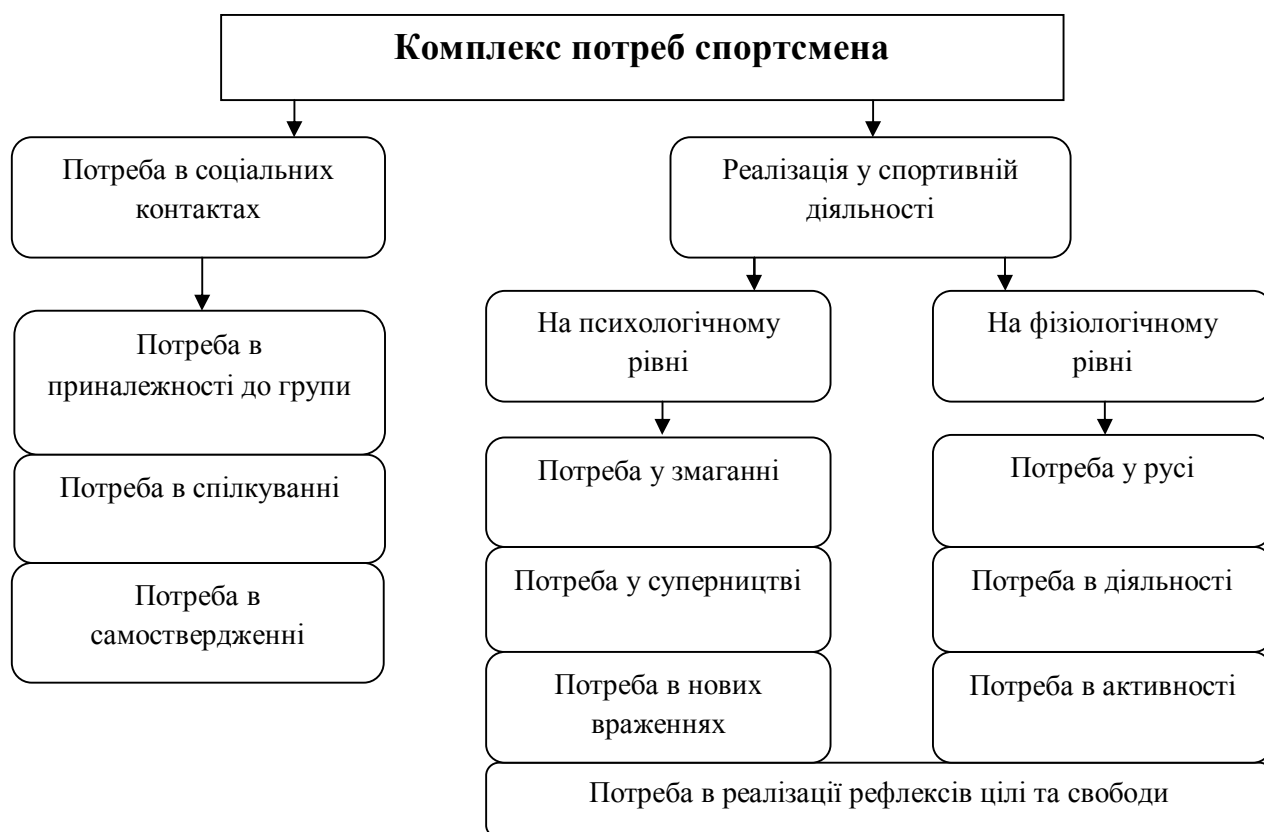 Комплекс потреб спортсмена
Потреба в соціальних
контактах
Реалізація у спортивній
діяльності
Потреба в
приналежності до групи
Потреба в спілкуванні
Потреба в
самоствердженні
На психологічному
рівні
На фізіологічному
рівні
Потреба у змаганні
Потреба у русі
Потреба у суперництві
Потреба в діяльності
Потреба в нових
враженнях
Потреба в активності
Потреба в реалізації рефлексів цілі та свободи